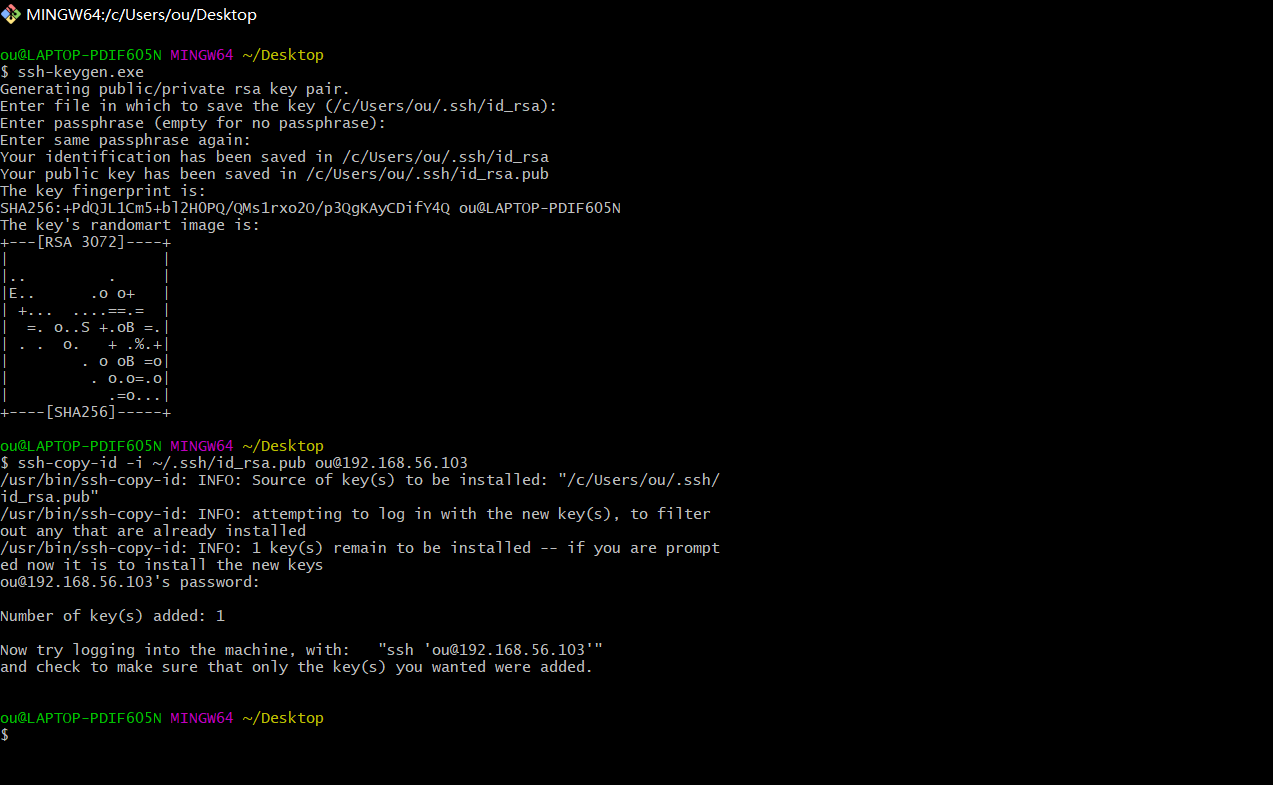 MINGW64:/c/Users/ou/Desktop
ou@LAPTOP-PDIF605N MINGW64 ~/Desktop
$ ssh-keygen.exe
Generating public/private rsa key pair.
Enter file in which to save the key (/c/Users/ou/.ssh/id_rsa):
Enter passphrase (empty for no passphrase):
Enter same passphrase again:
Your identification has been saved in /c/Users/ou/.ssh/id_rsa
Your public key has been saved in /c/Users/ou/.ssh/id_rsa.pub
The key fingerprint is:
SHA256:+PdQJL1Cm5+bl2H0PQ/QMs1rxo2O/p3QgKAyCDifY4Q ou@LAPTOP-PDIF605N
The key's randomart image is:
+---[RSA 3072]----+
|                 |
|..         .     |
|E..      .o o+   |
| +...  ....==.=  |
|  =. o..S +.oB =.|
| . .  o.   + .%.+|
|        . o oB =o|
|         . o.o=.o|
|           .=o...|
+----[SHA256]-----+
ou@LAPTOP-PDIF605N MINGW64 ~/Desktop
$ ssh-copy-id -i ~/.ssh/id_rsa.pub ou@192.168.56.103
/usr/bin/ssh-copy-id: INFO: Source of key(s) to be installed: "/c/Users/ou/.ssh/
id_rsa.pub"
/usr/bin/ssh-copy-id: INFO: attempting to log in with the new key(s), to filter
out any that are already installed
/usr/bin/ssh-copy-id: INFO: 1 key(s) remain to be installed -- if you are prompt
ed now it is to install the new keys
ou@192.168.56.103's password:
Number of key(s) added: 1
Now try logging into the machine, with:   "ssh 'ou@192.168.56.103'"
and check to make sure that only the key(s) you wanted were added.
ou@LAPTOP-PDIF605N MINGW64 ~/Desktop
$